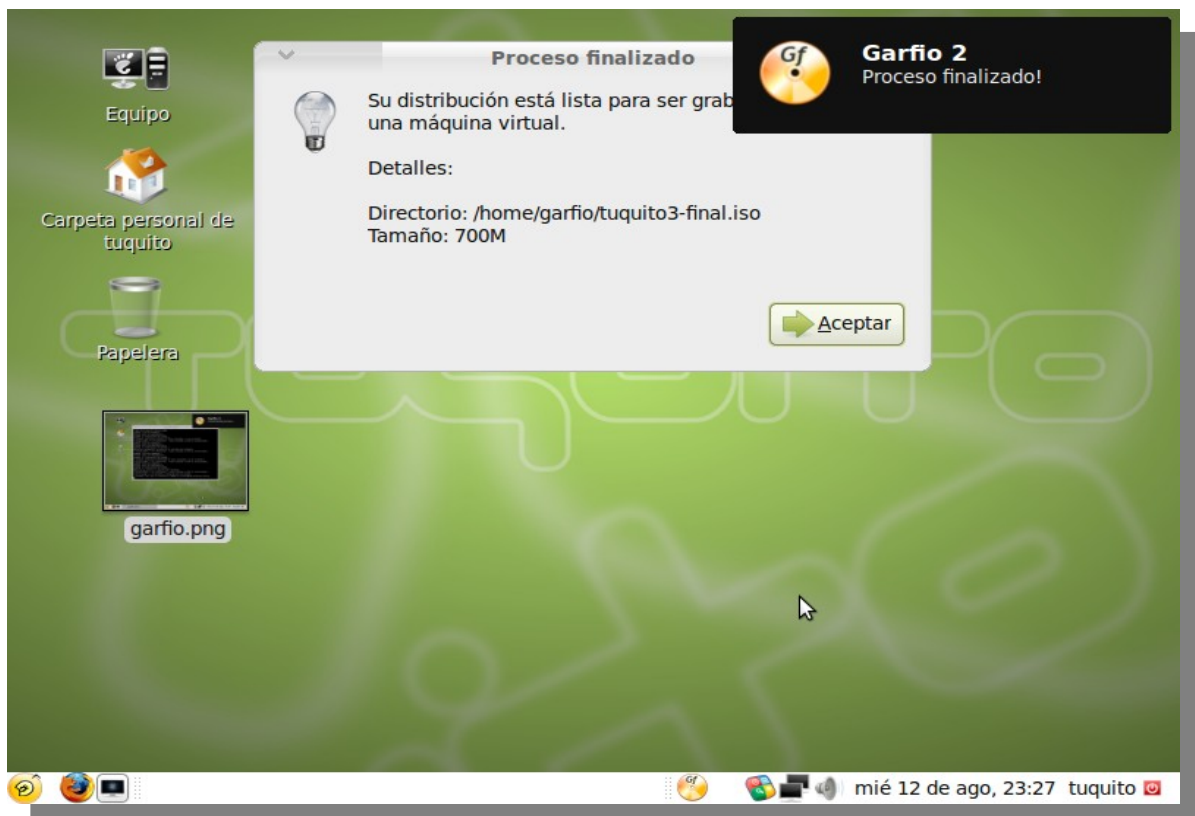 Equipo
Carpeta personal de
tuquito
Papelera
garfio.png
Proceso finalizado
Su distribución está lista para ser grab
una máquina virtual.
Detalles:
Directorio: /home/garfio/tuquito3-final.iso
Tamaño: 700M
Aceptar
Gf
Garfio 2
Proceso finalizado!
TUQUITO
Gf
mié 12 de ago, 23:27 tuquito